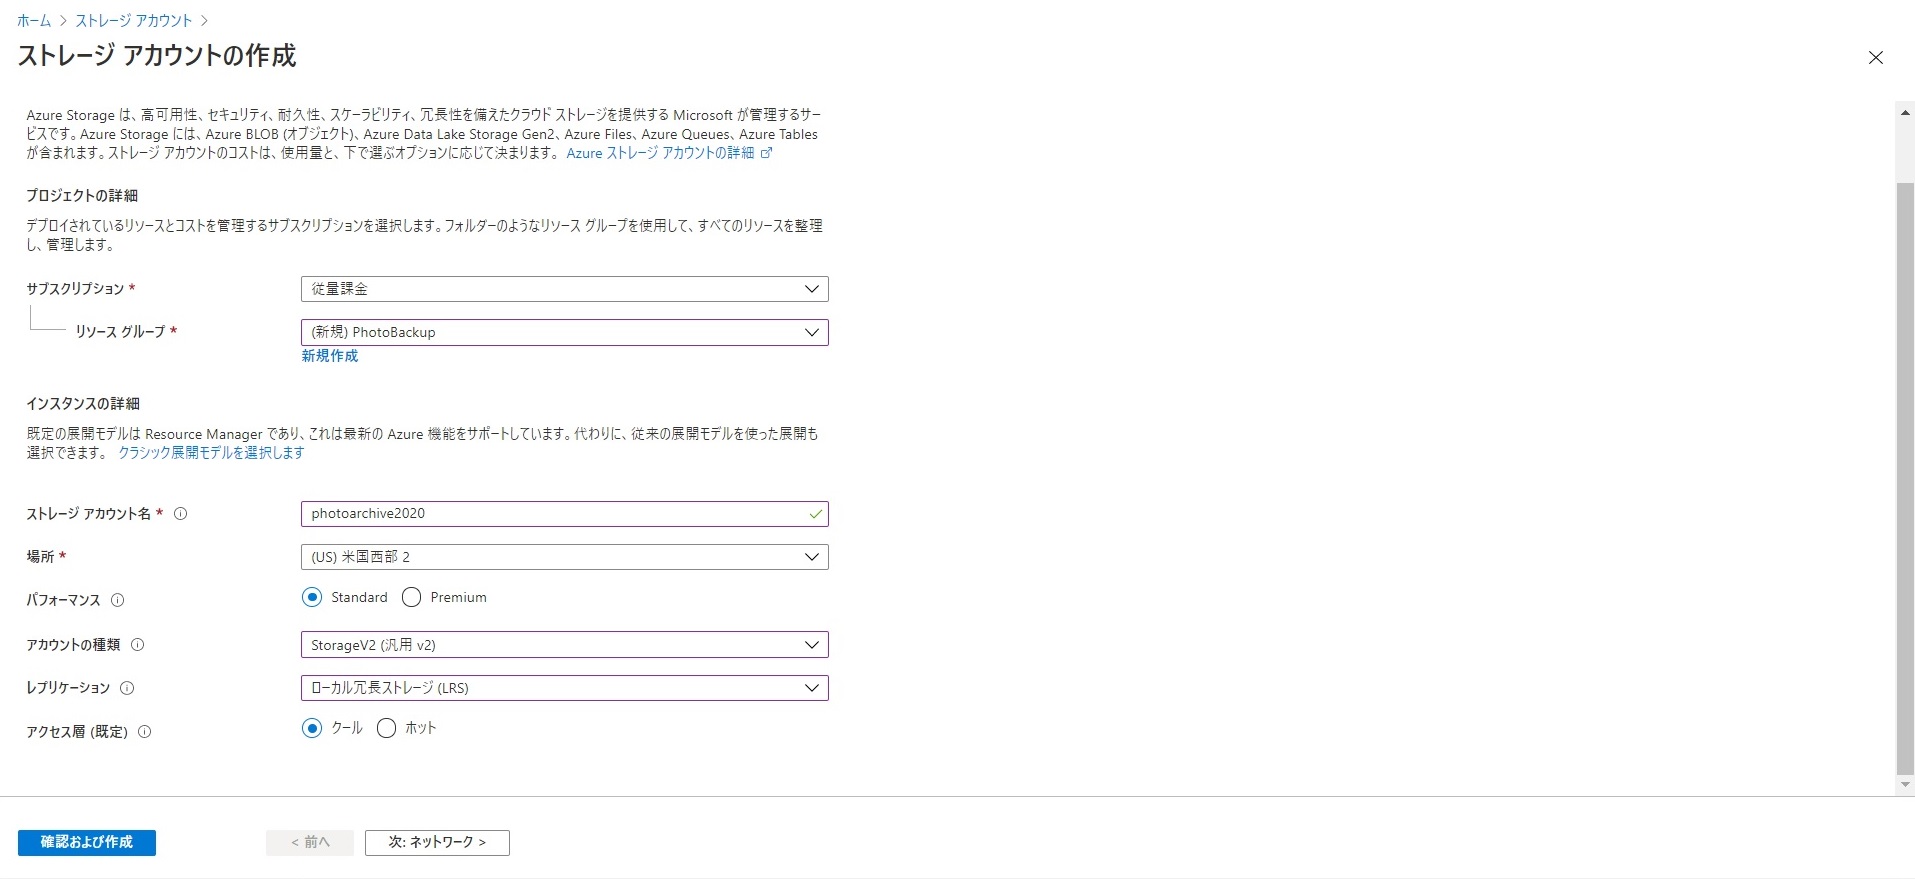 ホーム > ストレージ アカウント >
ストレージ アカウントの作成
Azure Storage は、高可用性、セキュリティ、耐久性、スケーラビリティ、冗長性を備えたクラウド ストレージを提供する Microsoft が管理するサー
ビスです。Azure Storage には、Azure BLOB (オブジェクト)、Azure Data Lake Storage Gen2、Azure Files、Azure Queues、Azure Tables
が含まれます。ストレージ アカウントのコストは、使用量と、下で選ぶオプションに応じて決まります。 Azure ストレージ アカウントの詳細
プロジェクトの詳細
デプロイされているリソースとコストを管理するサブスクリプションを選択します。フォルダーのようなリソース グループを使用して、すべてのリソースを整理
し、管理します。
サブスクリプション * 従量課金
リソース グループ * (新規) PhotoBackup
新規作成
インスタンスの詳細
既定の展開モデルは Resource Manager であり、これは最新の Azure 機能をサポートしています。代わりに、従来の展開モデルを使った展開も
選択できます。 クラシック展開モデルを選択します
ストレージ アカウント名 * photoarchive2020
場所 * (US) 米国西部 2
パフォーマンス Standard Premium
アカウントの種類 StorageV2 (汎用 v2)
レプリケーション ローカル冗長ストレージ (LRS)
アクセス層 (既定) クール ホット
確認および作成 < 前へ 次: ネットワーク >